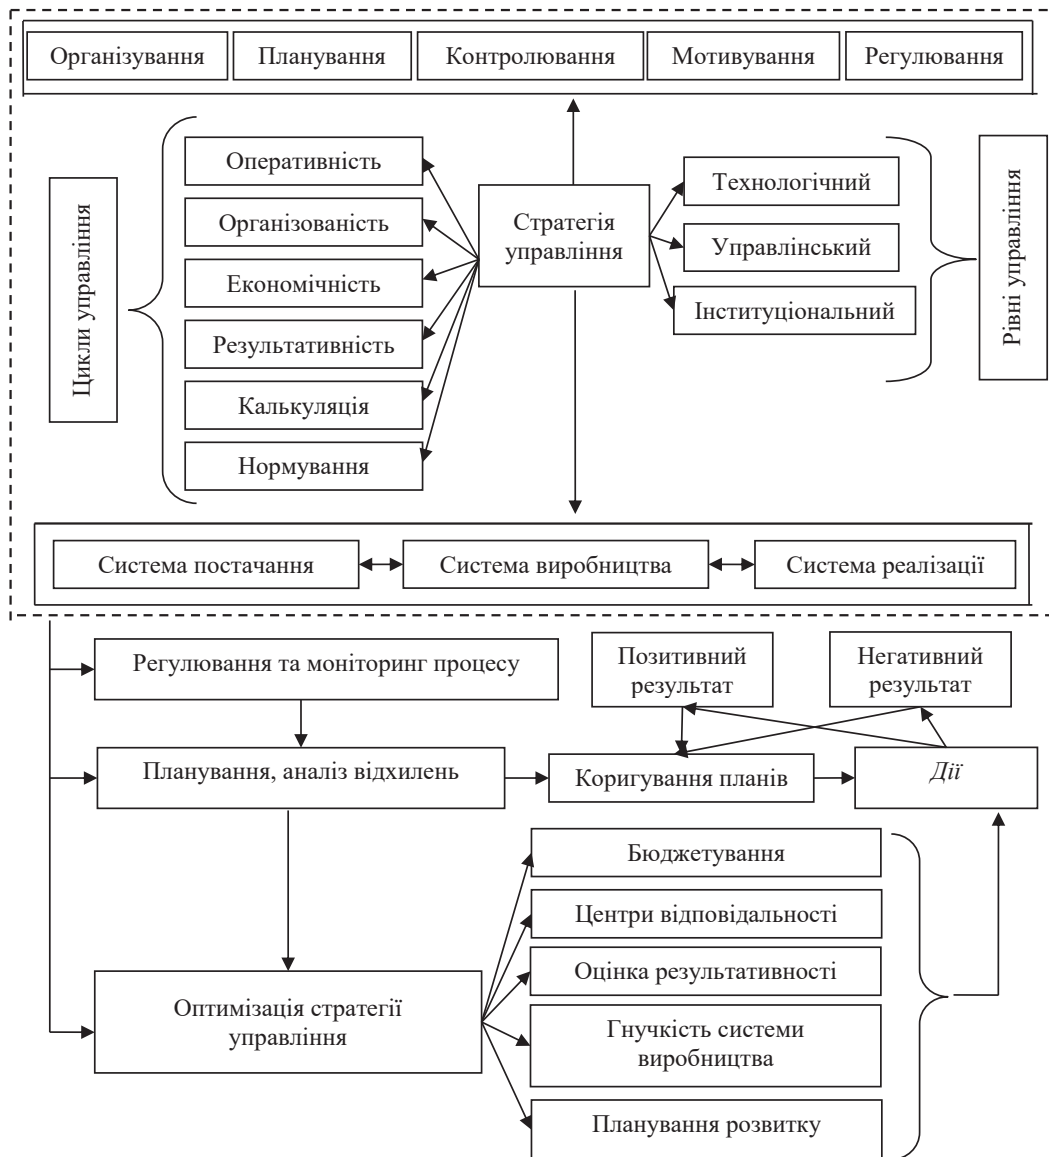 Організування
Планування
Контролювання
Мотивування
Регулювання
Цикли управління
Оперативність
Організованість
Економічність
Результативність
Калькуляція
Нормування
Стратегія
управління
Технологічний
Управлінський
Інституціональний
Рівні управління
Система постачання
Система виробництва
Система реалізації
Регулювання та моніторинг процесу
Позитивний
результат
Негативний
результат
Планування, аналіз відхилень
Коригування планів
Дії
Бюджетування
Центри відповідальності
Оцінка результативності
Оптимізація стратегії
управління
Гнучкість системи
виробництва
Планування розвитку